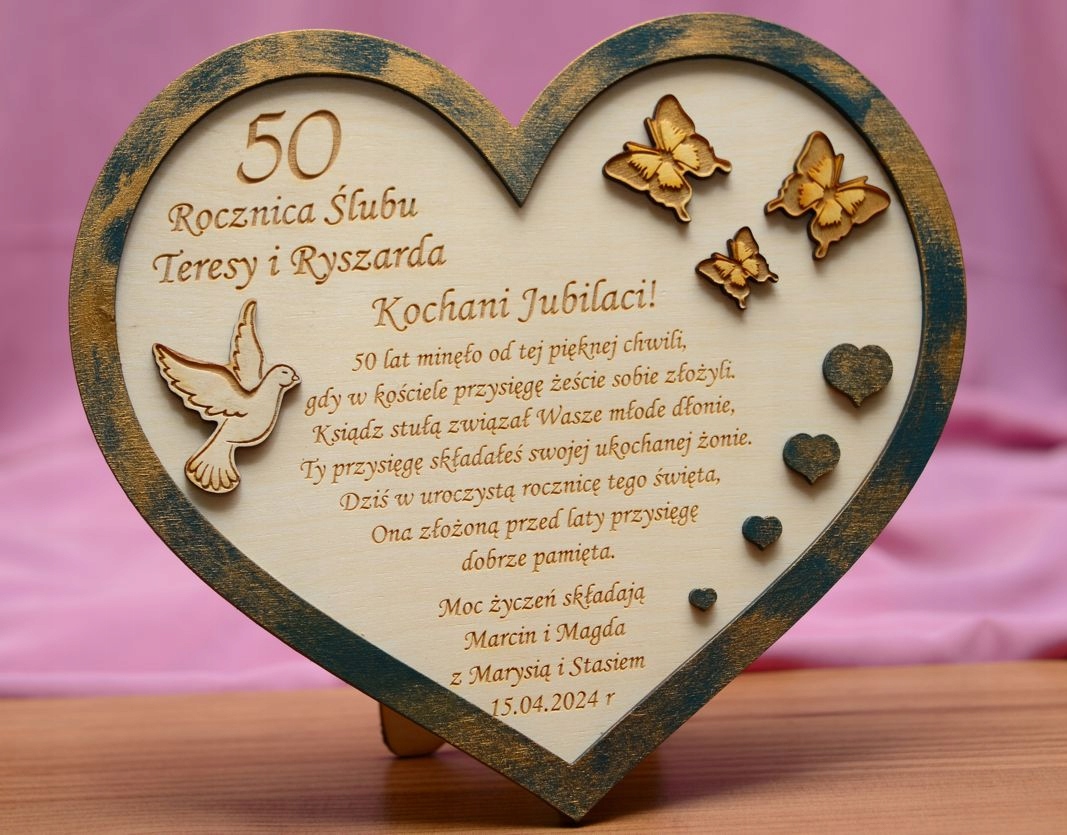 50
Rocznica Ślubu
Teresy i Ryszarda
Kochani Jubilaci!
50 lat minęło od tej pięknej chwili,
gdy w kościele przysięgę żeście sobie złożyli.
Ksiądz stułą związał Wasze młode dłonie,
Ty przysięgę składałeś swojej ukochanej żonie.
Dziś w uroczystą rocznicę tego święta,
Ona złożoną przed laty przysięgę
dobrze pamięta.
Moc życzeń składają
Marcin i Magda
z Marysią i Stasiem
15.04.2024 r